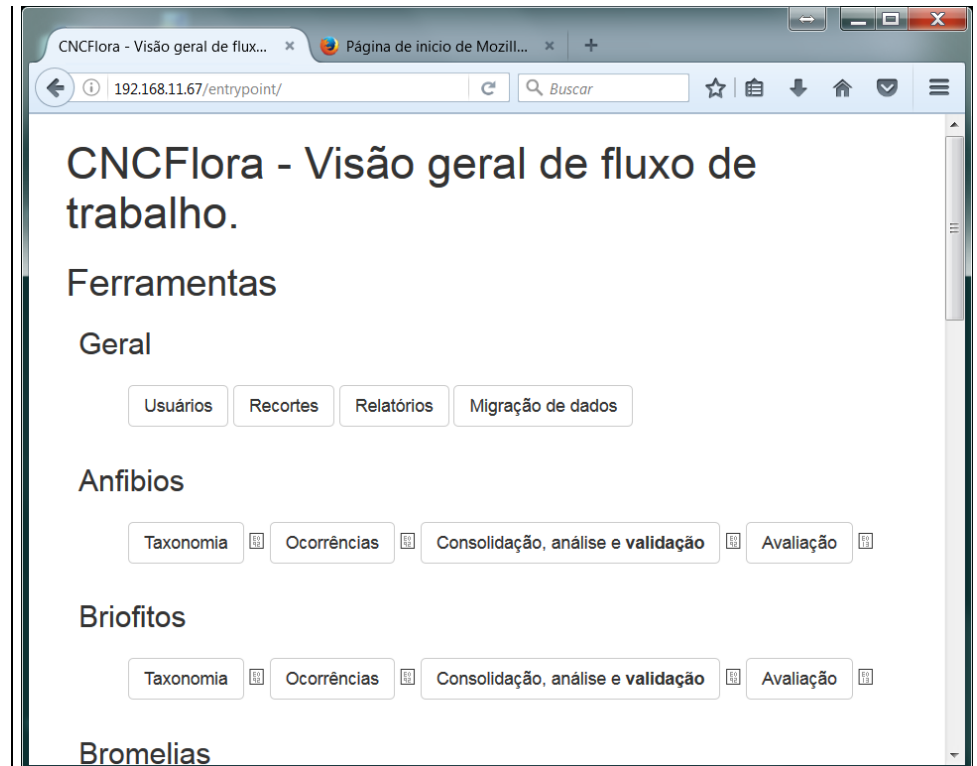 CNCFlora - Visão geral de flux...
Página de inicio de Mozill...
192.168.11.67/entrypoint/
Buscar
CNCFlora - Visão geral de fluxo de
trabalho.
Ferramentas
Geral
Usuários Recortes Relatórios Migração de dados
Anfibios
Taxonomia Ocorrências Consolidação, análise e validação Avaliação
Briofitos
Taxonomia Ocorrências Consolidação, análise e validação Avaliação
Bromelias